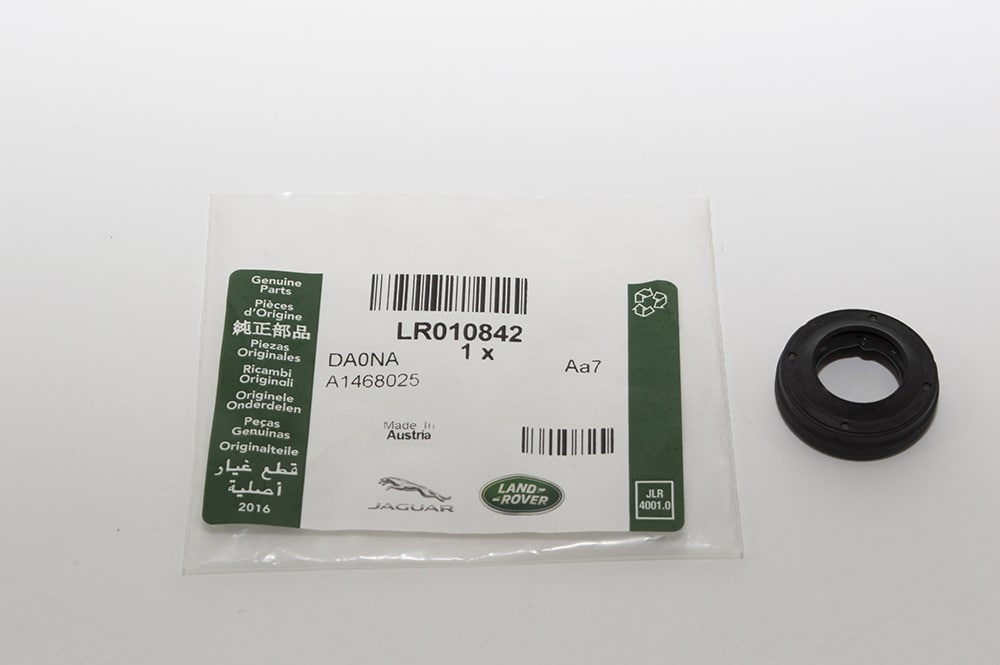 Genuine
Parts
Pièces
d'Origine
純正部品
Piezas
Originales
Ricambi
Originali
Originele
Onderdelen
Peças
Genuinas
Originalteile
قطع غيار
أصلية
2016
LR010842
1 x
DA0NA
Aa7
A1468025
Made In
Austria
JAGUAR
LAND-
-ROVER
JLR
4001.0